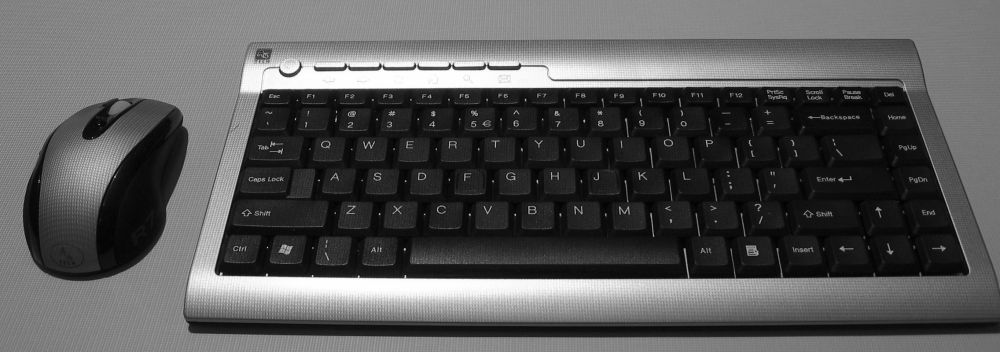 Esc F1 F2 F3 F4 F5 F6 F7 F8 F9 F10 F11 F12 PrtSc SysRq Scroll Lock Pause Break Del
~ ` ! 1 @ 2 # 3 $ 4 % 5 € ^ 6 & 7 * 8 ( 9 ) 0 _ - + = ←Backspace Home
Tab Q W E R T Y U I O P { [ } ] | \ PgUp
Caps Lock A S D F G H J K L : ; " ' Enter ↵ PgDn
⇧ Shift Z X C V B N M < , > . ? / ⇧ Shift ↑ End
Ctrl | \ Alt Alt Insert ← ↓ →